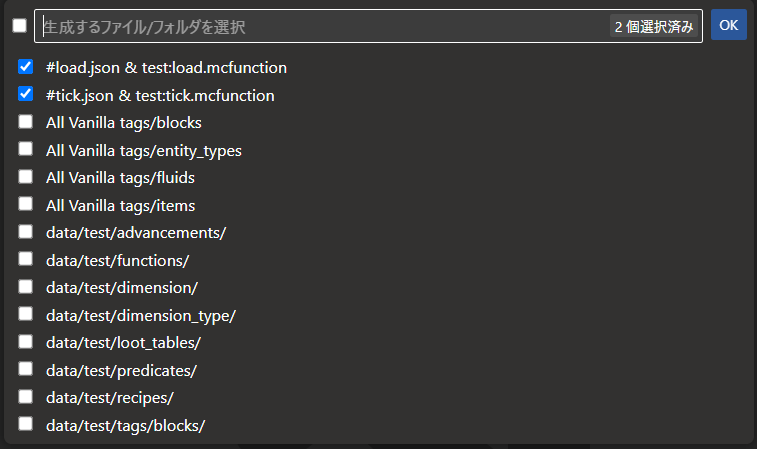 生成するファイル/フォルダを選択
2 個選択済み
OK
#load.json & test:load.mcfunction
#tick.json & test:tick.mcfunction
All Vanilla tags/blocks
All Vanilla tags/entity_types
All Vanilla tags/fluids
All Vanilla tags/items
data/test/advancements/
data/test/functions/
data/test/dimension/
data/test/dimension_type/
data/test/loot_tables/
data/test/predicates/
data/test/recipes/
data/test/tags/blocks/